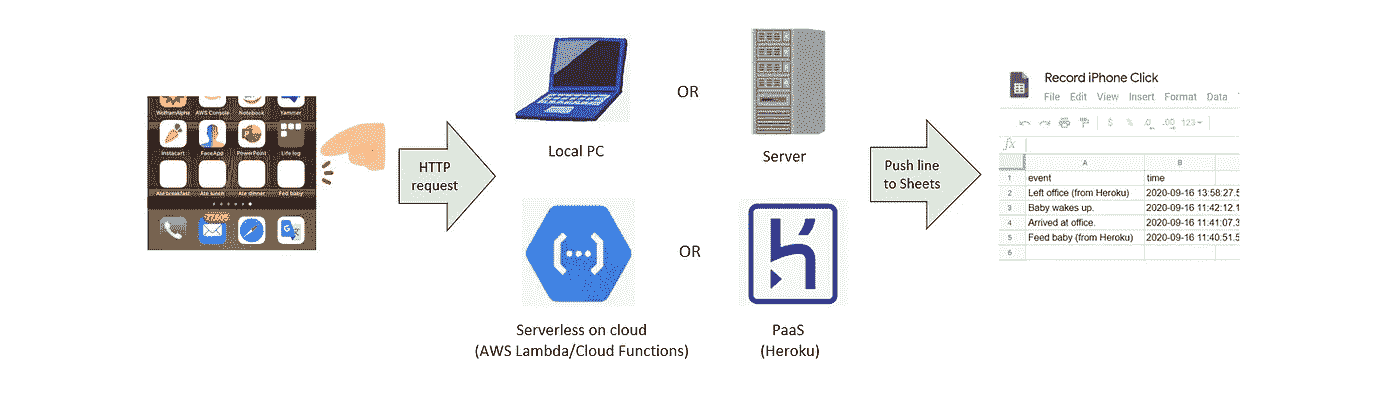 WolframAlpha AWS Console Notebook Yammer
Instacart FaceApp PowerPoint Life log
Ate breakfast Ate lunch Ate dinner Fed baby
77,605
HTTP
request
Local PC
OR
Server
OR
Serverless on cloud
(AWS Lambda/Cloud Functions)
PaaS
(Heroku)
Push line
to Sheets
Record iPhone Click
File Edit View Insert Format Data
$ % .0 .00 123
fx
A B
1 event time
2 Left office (from Heroku) 2020-09-16 13:58:27.5
3 Baby wakes up. 2020-09-16 11:42:12.1
4 Arrived at office. 2020-09-16 11:41:07.3
5 Feed baby (from Heroku) 2020-09-16 11:40:51.5
6